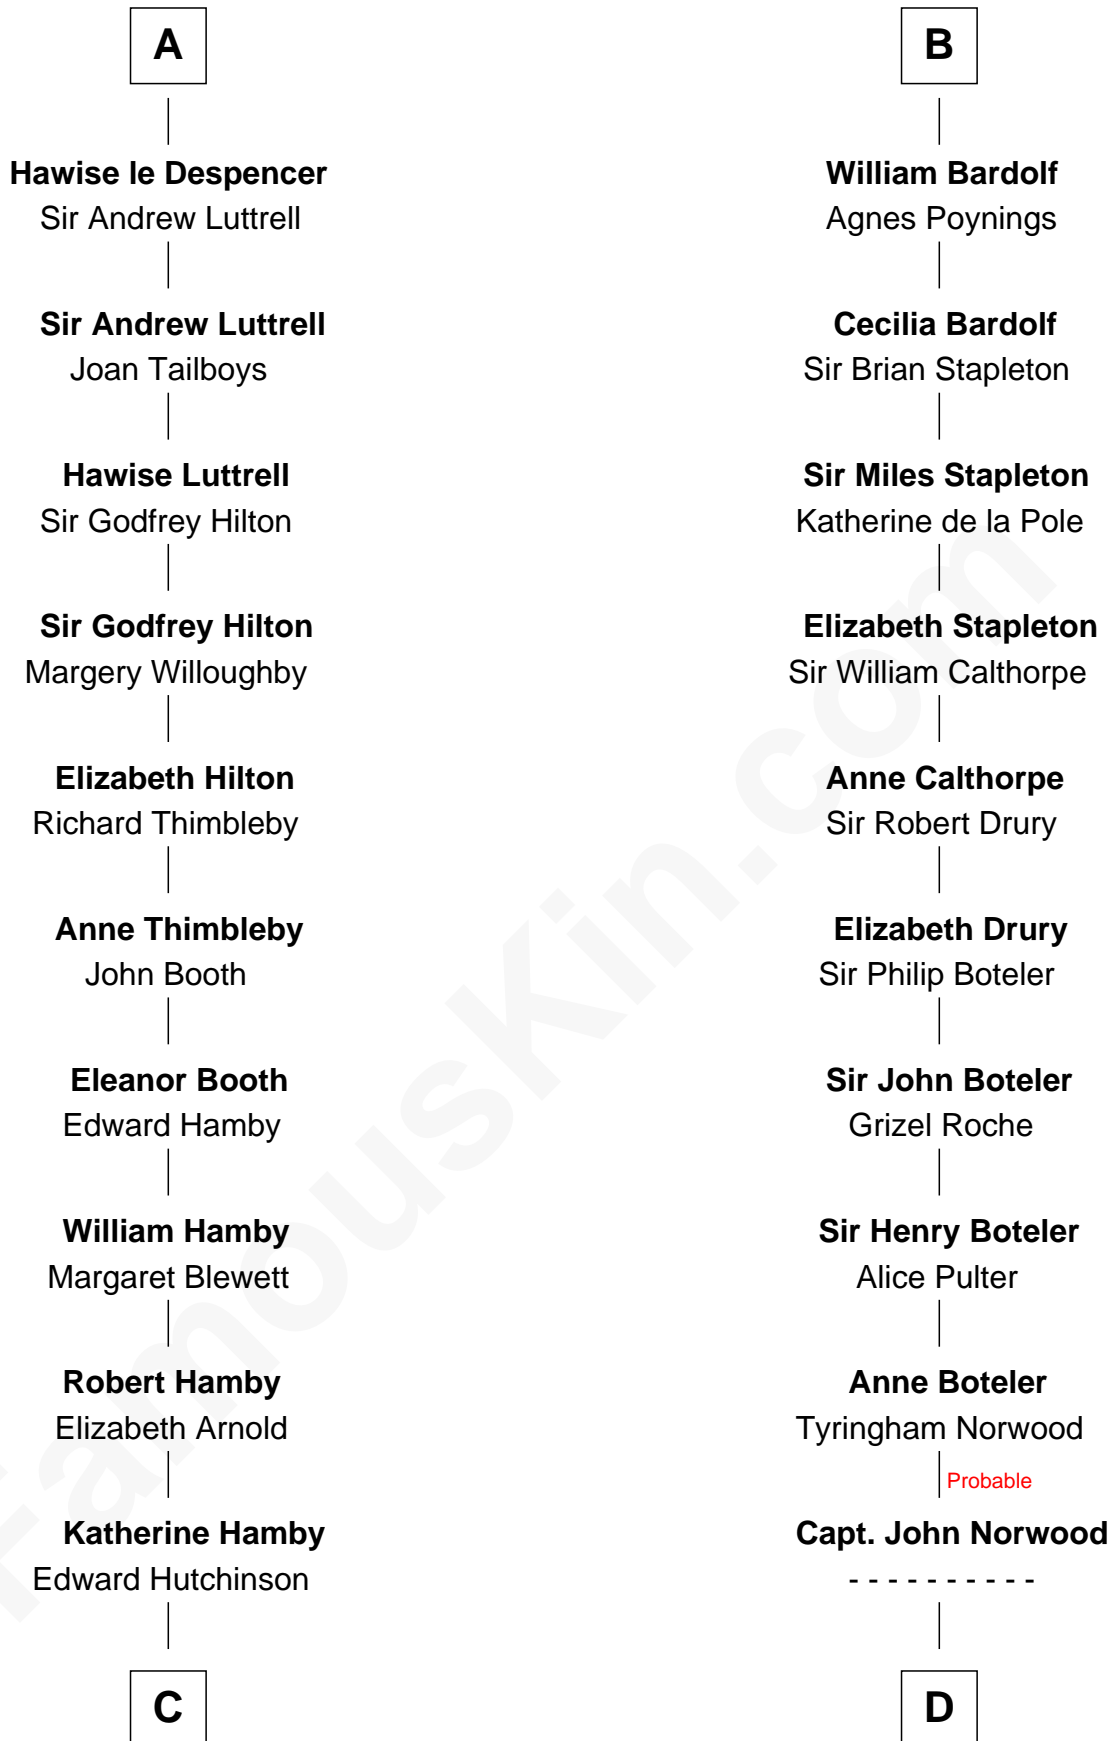 A
Hawise le Despencer
Sir Andrew Luttrell
Sir Andrew Luttrell
Joan Tailboys
Hawise Luttrell
Sir Godfrey Hilton
Sir Godfrey Hilton
Margery Willoughby
Elizabeth Hilton
Richard Thimbleby
Anne Thimbleby
John Booth
Eleanor Booth
Edward Hamby
William Hamby
Margaret Blewett
Robert Hamby
Elizabeth Arnold
Katherine Hamby
Edward Hutchinson
C
B
William Bardolf
Agnes Poynings
Cecilia Bardolf
Sir Brian Stapleton
Sir Miles Stapleton
Katherine de la Pole
Elizabeth Stapleton
Sir William Calthorpe
Anne Calthorpe
Sir Robert Drury
Elizabeth Drury
Sir Philip Boteler
Sir John Boteler
Grizel Roche
Sir Henry Boteler
Alice Pulter
Anne Boteler
Tyringham Norwood
Probable
Capt. John Norwood
- - - - - - - - - -
D
FamousKin.com